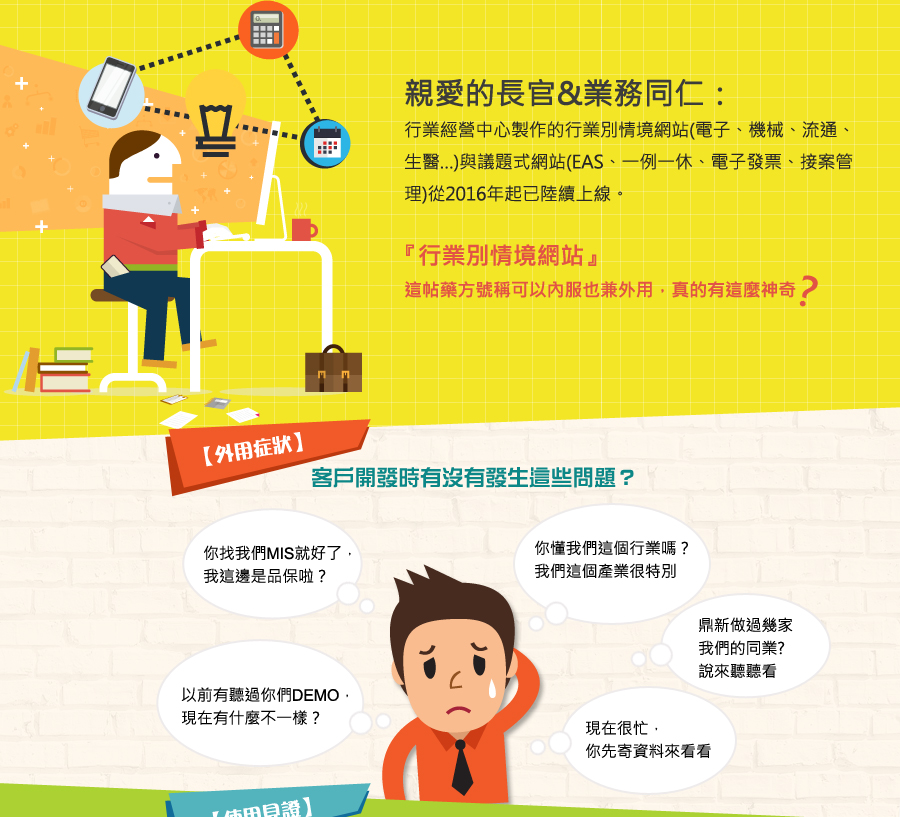 親愛的長官&業務同仁：
行業經營中心製作的行業別情境網站(電子、機械、流通、
生醫...)與議題式網站(EAS、一例一休、電子發票、接案管
理)從2016年起已陸續上線。
『行業別情境網站』
這帖藥方號稱可以內服也兼外用，真的有這麼神奇?
【外用症狀】
客戶開發時有沒有發生這些問題？
你找我們MIS就好了，
我這邊是品保啦？
你懂我們這個行業嗎？
我們這個產業很特別
鼎新做過幾家
我們的同業?
說來聽聽看
以前有聽過你們DEMO，
現在有什麼不一樣？
現在很忙，
你先寄資料來看看
【使用見證】